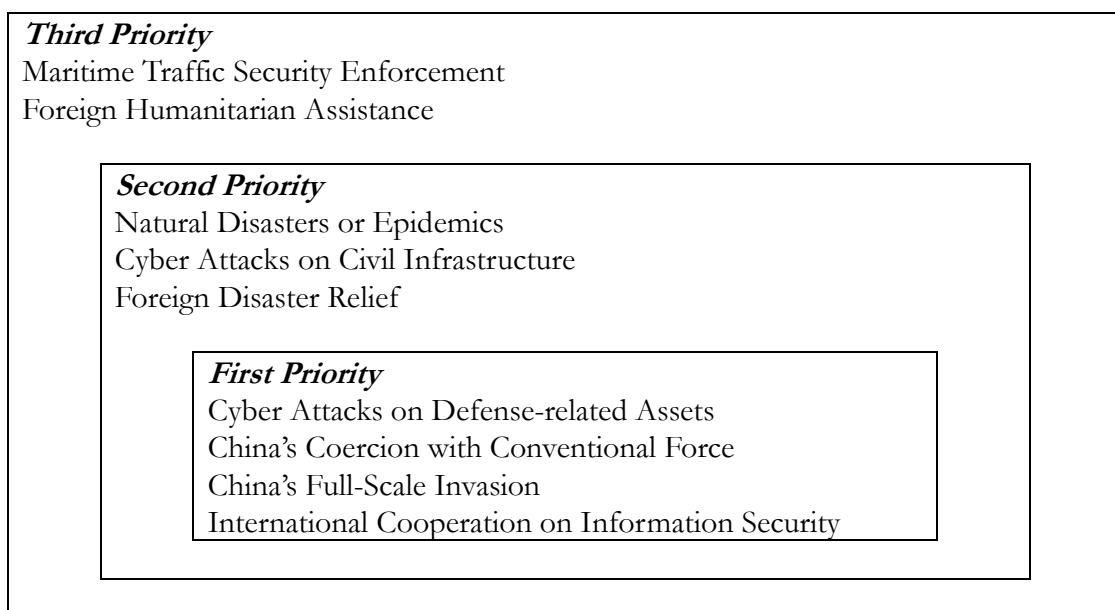 Third Priority
Maritime Traffic Security Enforcement
Foreign Humanitarian Assistance
Second Priority
Natural Disasters or Epidemics
Cyber Attacks on Civil Infrastructure
Foreign Disaster Relief
First Priority
Cyber Attacks on Defense-related Assets
China’s Coercion with Conventional Force
China’s Full-Scale Invasion
International Cooperation on Information Security